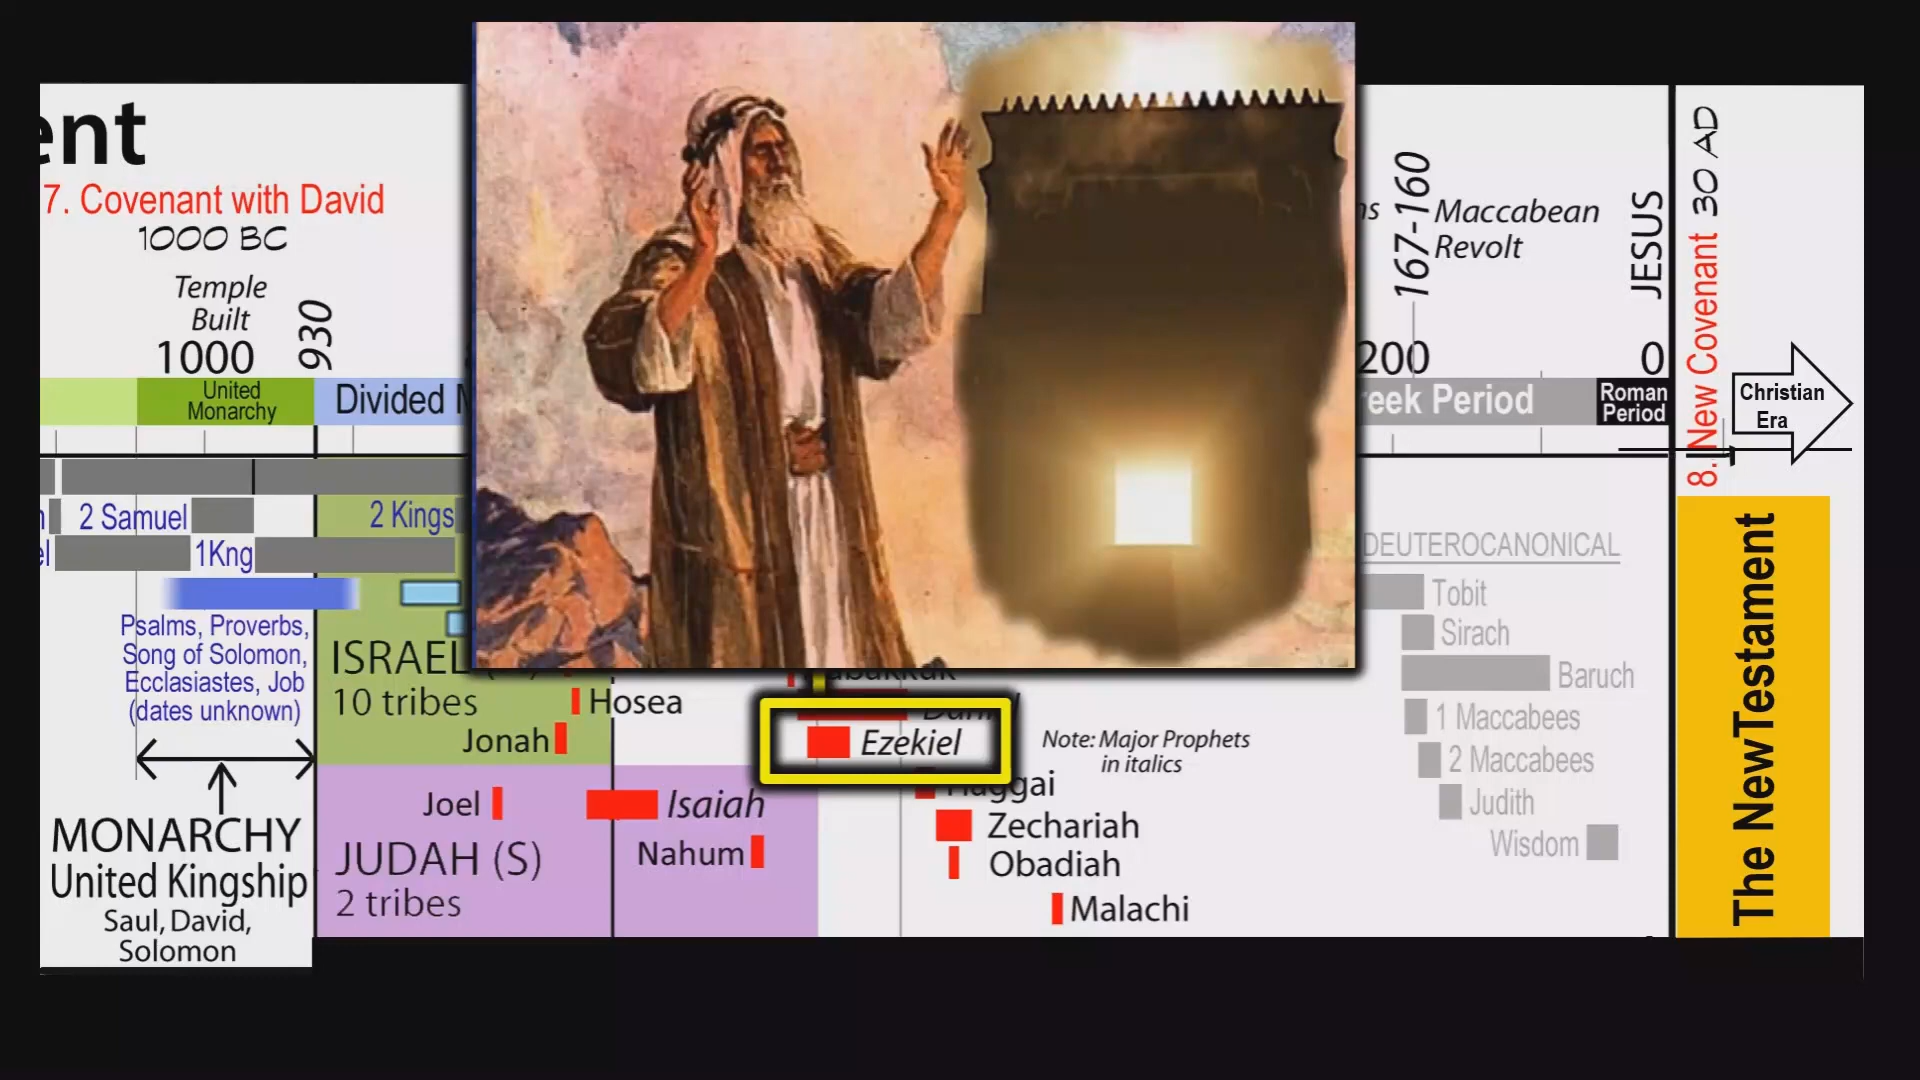 ent
7. Covenant with David
1000 BC
Temple
Built
1000
930
United
Monarchy
Divided
2 Samuel
2 Kings
1Kng
Psalms, Proverbs,
Song of Solomon,
Ecclasiastes, Job
(dates unknown)
MONARCHY
United Kingship
Saul, David,
Solomon
ISRAEL
10 tribes
Hosea
Jonah
JUDAH (S)
2 tribes
Joel
Isaiah
Nahum
Habakkuk
Daniel
Ezekiel
Haggai
Zechariah
Obadiah
Malachi
Note: Major Prophets
in italics
167-160
Maccabean
Revolt
JESUS
200
0
eek Period
Roman
Period
8. New Covenant 30 AD
Christian
Era
DEUTEROCANONICAL
Tobit
Sirach
Baruch
1 Maccabees
2 Maccabees
Judith
Wisdom
The NewTestament